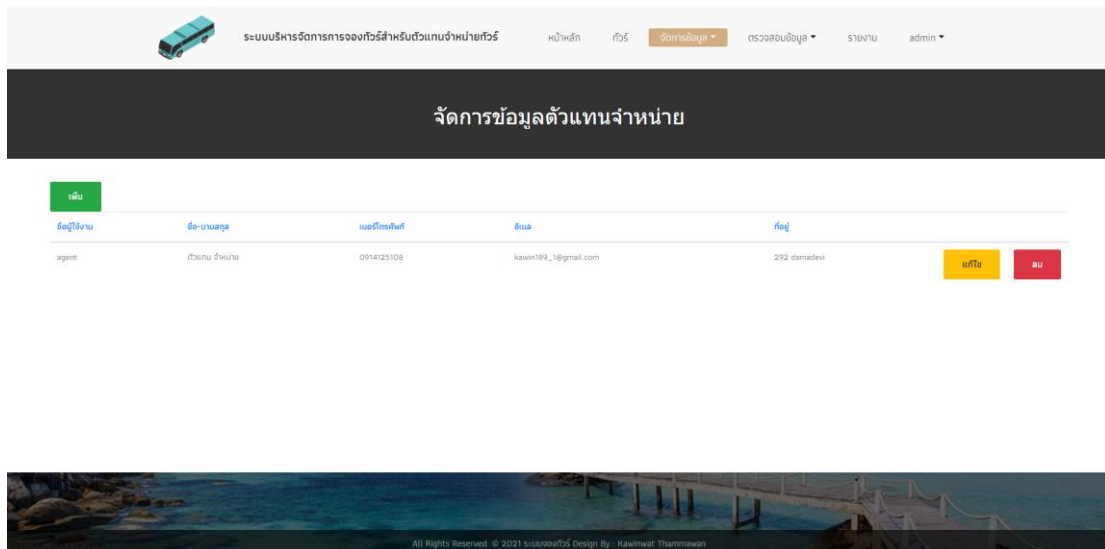 ระบบบริหารจัดการการจองทัวร์สำหรับตัวแทนจำหน่ายทัวร์ หน้าหลัก ทัวร์ จัดการข้อมูล ตรวจสอบข้อมูล รายงาน admin
จัดการข้อมูลตัวแทนจำหน่าย
เพิ่ม
ชื่อผู้ใช้งาน ชื่อ-นามสกุล เบอร์โทรศัพท์ อีเมล ที่อยู่
agent ตัวแทน จำหน่าย 0914125108 kawin189_1@gmail.com 292 damadevi แก้ไข ลบ
All Rights Reserved. © 2021 ระบบจองทัวร์ Design By : Kawinwat Thammawan